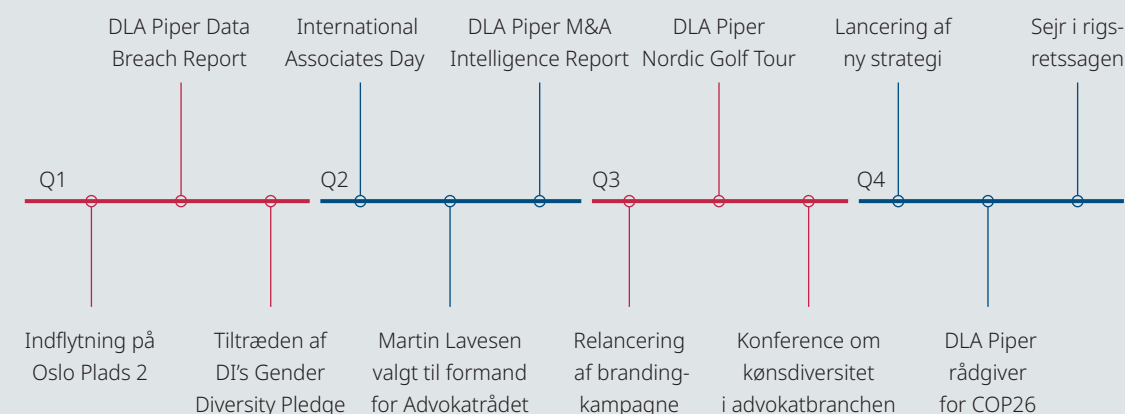 DLA Piper Data
Breach Report
International
Associates Day
DLA Piper M&A
Intelligence Report
DLA Piper
Nordic Golf Tour
Lancering af
ny strategi
Sejr i rigs-
retssagen
Q1
Q2
Q3
Q4
Indflytning på
Oslo Plads 2
Tiltræden af
DI's Gender
Diversity Pledge
Martin Lavesen
valgt til formand
for Advokatrådet
Relancering
af branding-
kampagne
Konference om
kønsdiversitet
i advokatbranchen
DLA Piper
rådgiver
for COP26